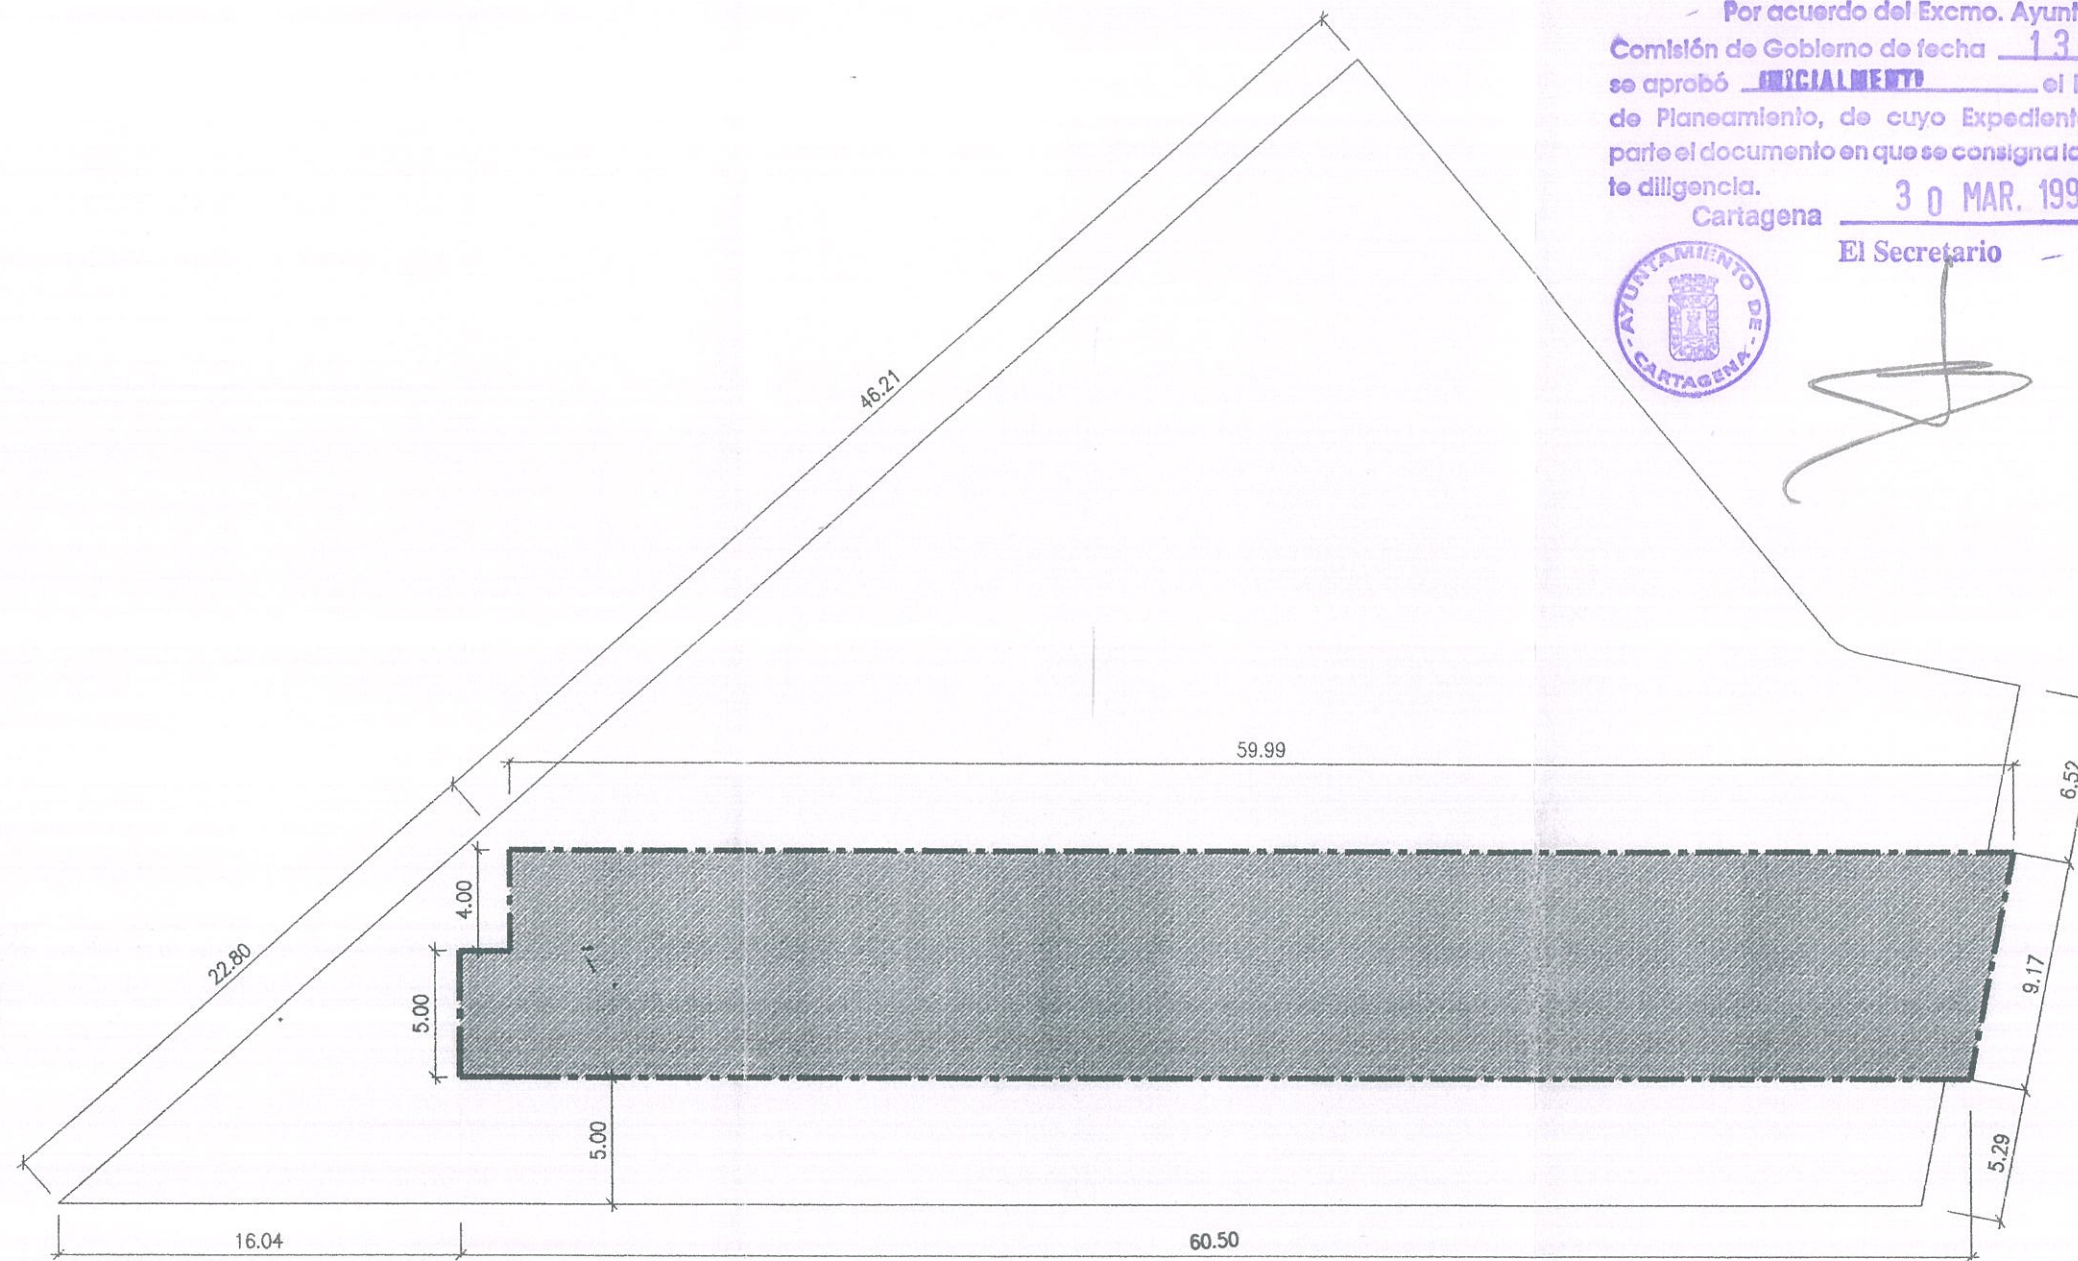 Por acuerdo del Excmo. Ayunt
Comisión de Gobierno de fecha 13
se aprobó INICIALMENTE el
de Planeamiento, de cuyo Expedient
parte el documento en que se consigna la
te diligencia.
30 MAR. 199
Cartagena
El Secretario
AYUNTAMIENTO DE
- CARTAGENA -
46.21
59.99
6.52
4.00
22.80
9.17
5.00
5.00
5.29
16.04
60.50